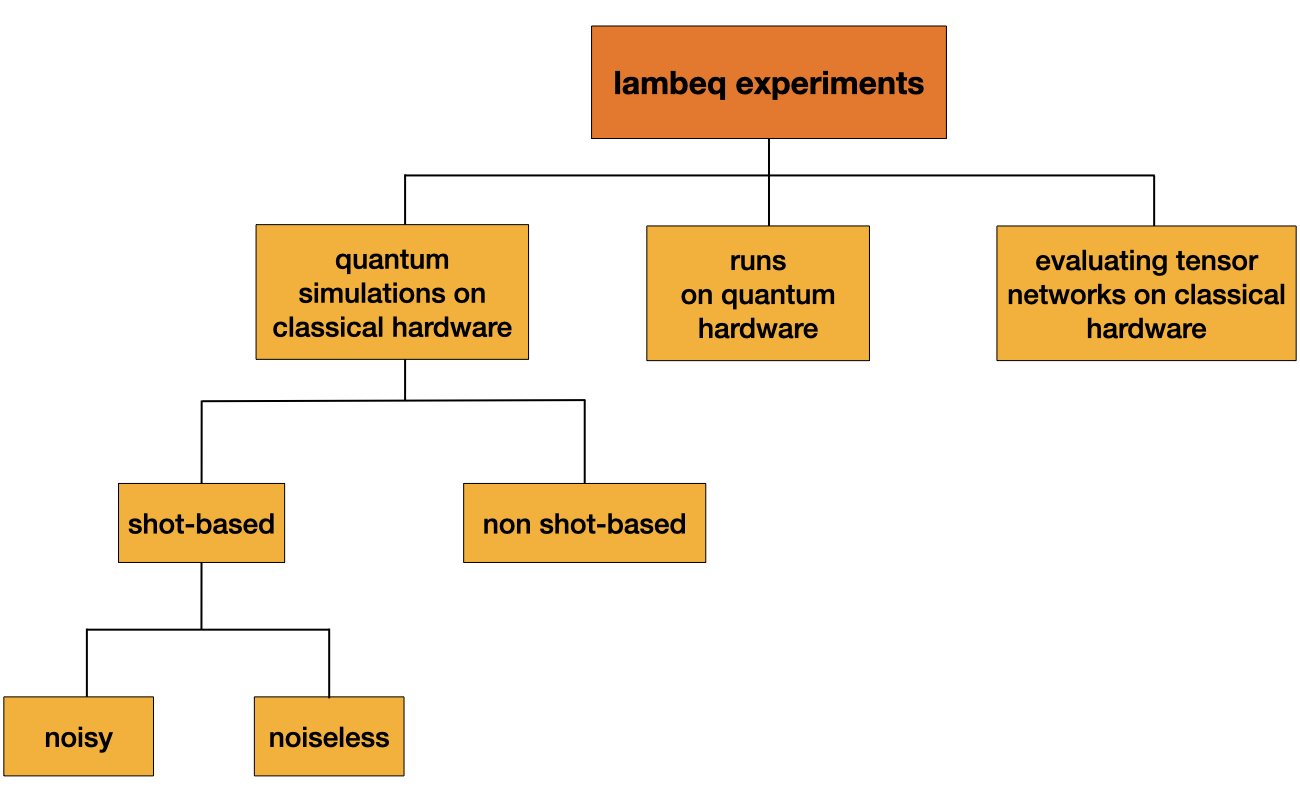 lambeq experiments
quantum
simulations on
classical hardware
runs
on quantum
hardware
evaluating tensor
networks on classical
hardware
shot-based
non shot-based
noisy
noiseless